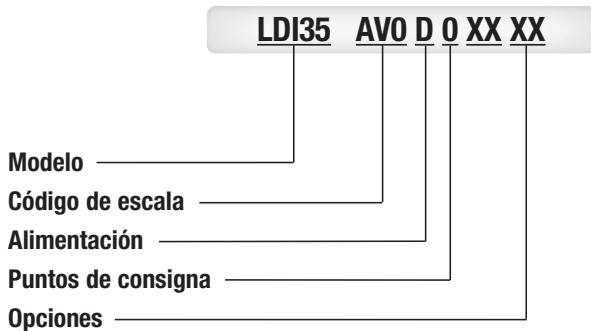 LDI35 AV0 D 0 XX XX
Modelo
Código de escala
Alimentación
Puntos de consigna
Opciones